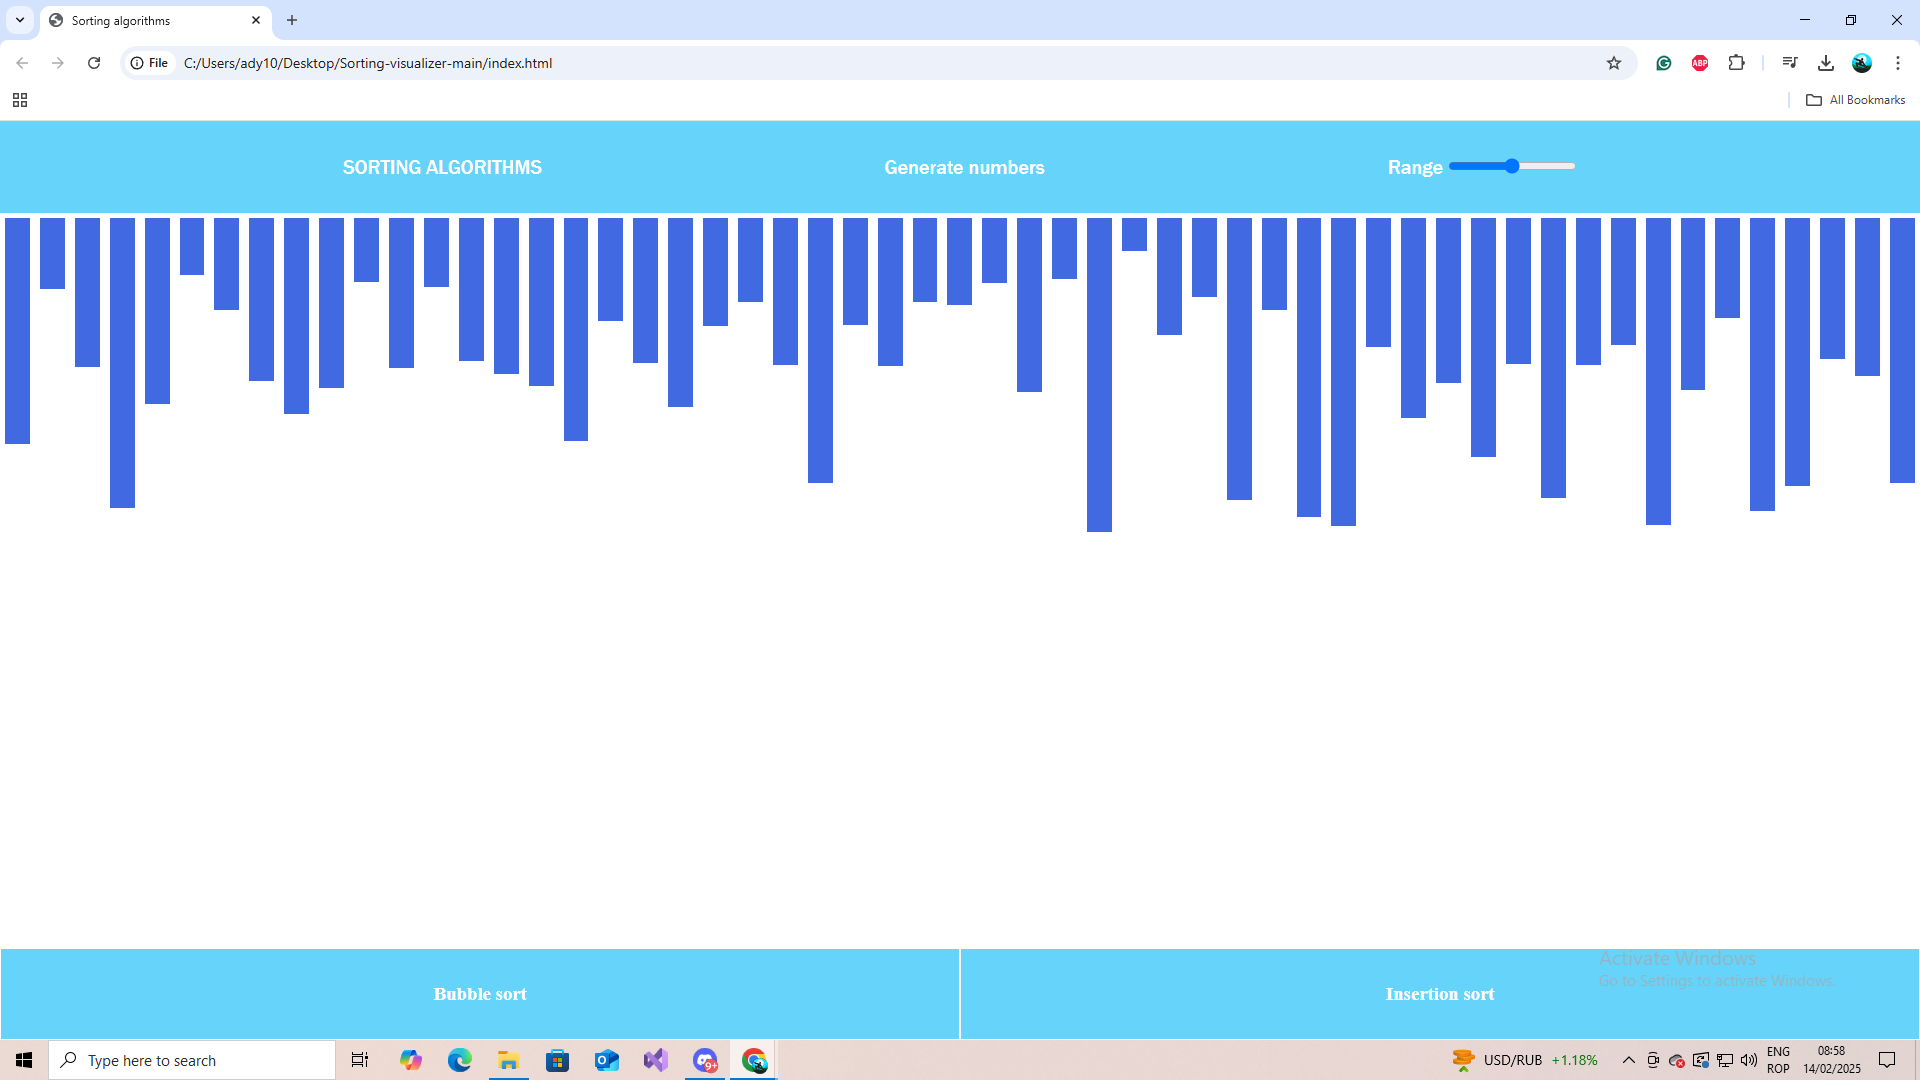 Sorting algorithms
File C:/Users/ady10/Desktop/Sorting-visualizer-main/index.html
ABP
All Bookmarks
SORTING ALGORITHMS Generate numbers Range
Activate Windows
Go to Settings to activate Windows.
Bubble sort Insertion sort
Type here to search
9+
USD/RUB +1.18%
ENG
ROP
08:58
14/02/2025